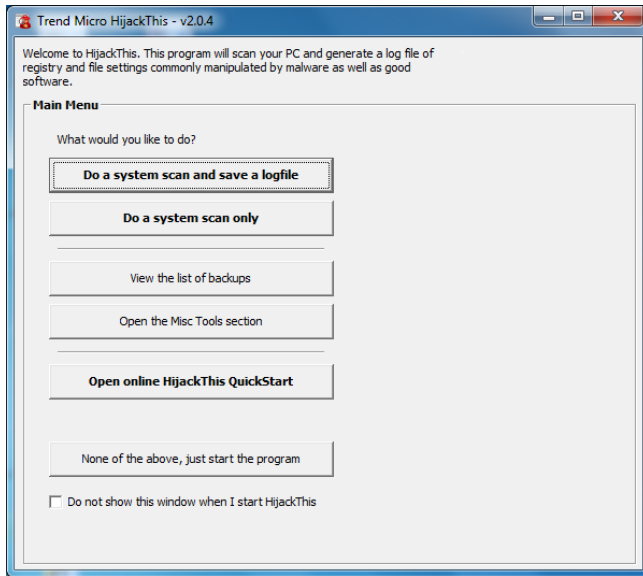 Trend Micro HijackThis - v2.0.4
Welcome to HijackThis. This program will scan your PC and generate a log file of
registry and file settings commonly manipulated by malware as well as good
software.
Main Menu
What would you like to do?
Do a system scan and save a logfile
Do a system scan only
View the list of backups
Open the Misc Tools section
Open online HijackThis QuickStart
None of the above, just start the program
Do not show this window when I start HijackThis